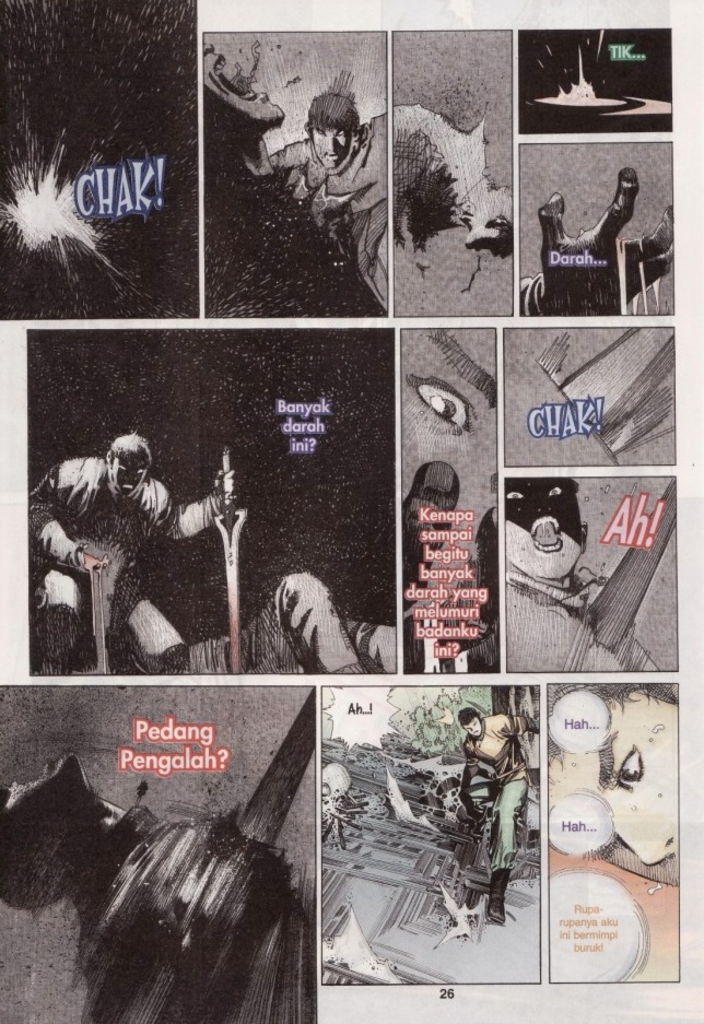 CHAK!
TIK...
Darah...
Banyak
darah
ini?
Kenapa
sampai
begitu
banyak
darah yang
melumuri
badanku
ini?
CHAK!
Ah!
Pedang
Pengalah?
Ah...!
Hah...
Hah...
Rupa-
rupanya aku
ini bermimpi
buruk!
26